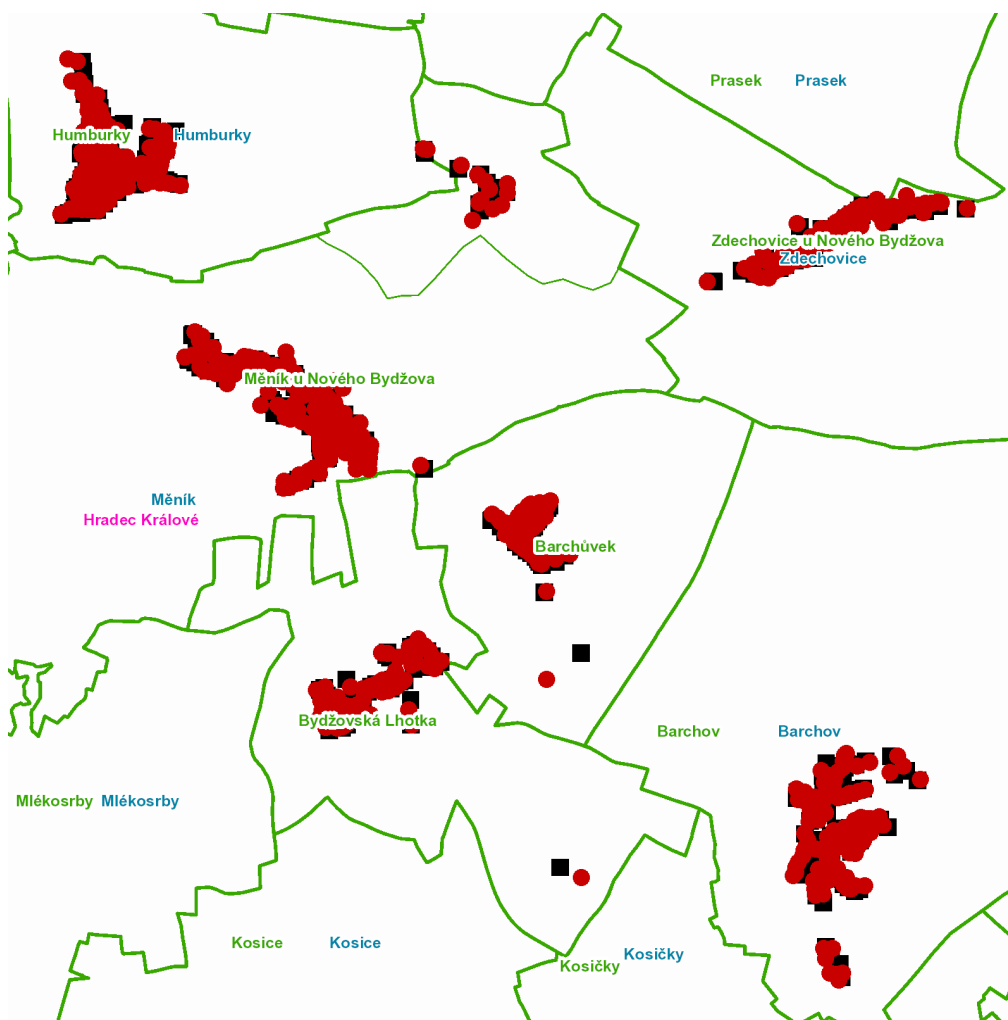 Prasek Prasek
Humburky Humburky
Zdechovice u Nového Bydžova
Zdechovice
Měník u Nového Bydžova
Měník
Hradec Králové
Barchůvek
Bydžovská Lhotka
Barchov Barchov
Mlékosrby Mlékosrby
Kosice Kosice
Kosičky Kosičky